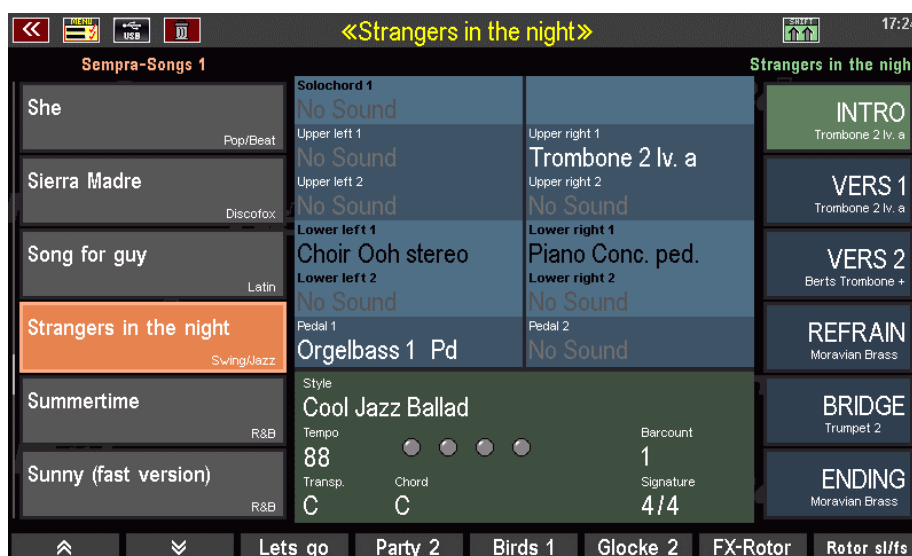 MENU
USB
«Strangers in the night»
SHIFT
17:24
Sempra-Songs 1
Strangers in the nigh
She
Pop/Beat
Sierra Madre
Discofox
Song for guy
Latin
Strangers in the night
Swing/Jazz
Summertime
R&B
Sunny (fast version)
R&B
Solochord 1
No Sound
Upper left 1
No Sound
Upper right 1
Trombone 2 lv. a
Upper left 2
No Sound
Upper right 2
No Sound
Lower left 1
Choir Ooh stereo
Lower right 1
Piano Conc. ped.
Lower left 2
No Sound
Lower right 2
No Sound
Pedal 1
Orgelbass 1 Pd
Pedal 2
No Sound
Style
Cool Jazz Ballad
Tempo
88
Barcount
1
Transp.
C
Chord
C
Signature
4/4
INTRO
Trombone 2 lv. a
VERS 1
Trombone 2 lv. a
VERS 2
Berts Trombone +
REFRAIN
Moravian Brass
BRIDGE
Trumpet 2
ENDING
Moravian Brass
Lets go
Party 2
Birds 1
Glocke 2
FX-Rotor
Rotor sl/fs